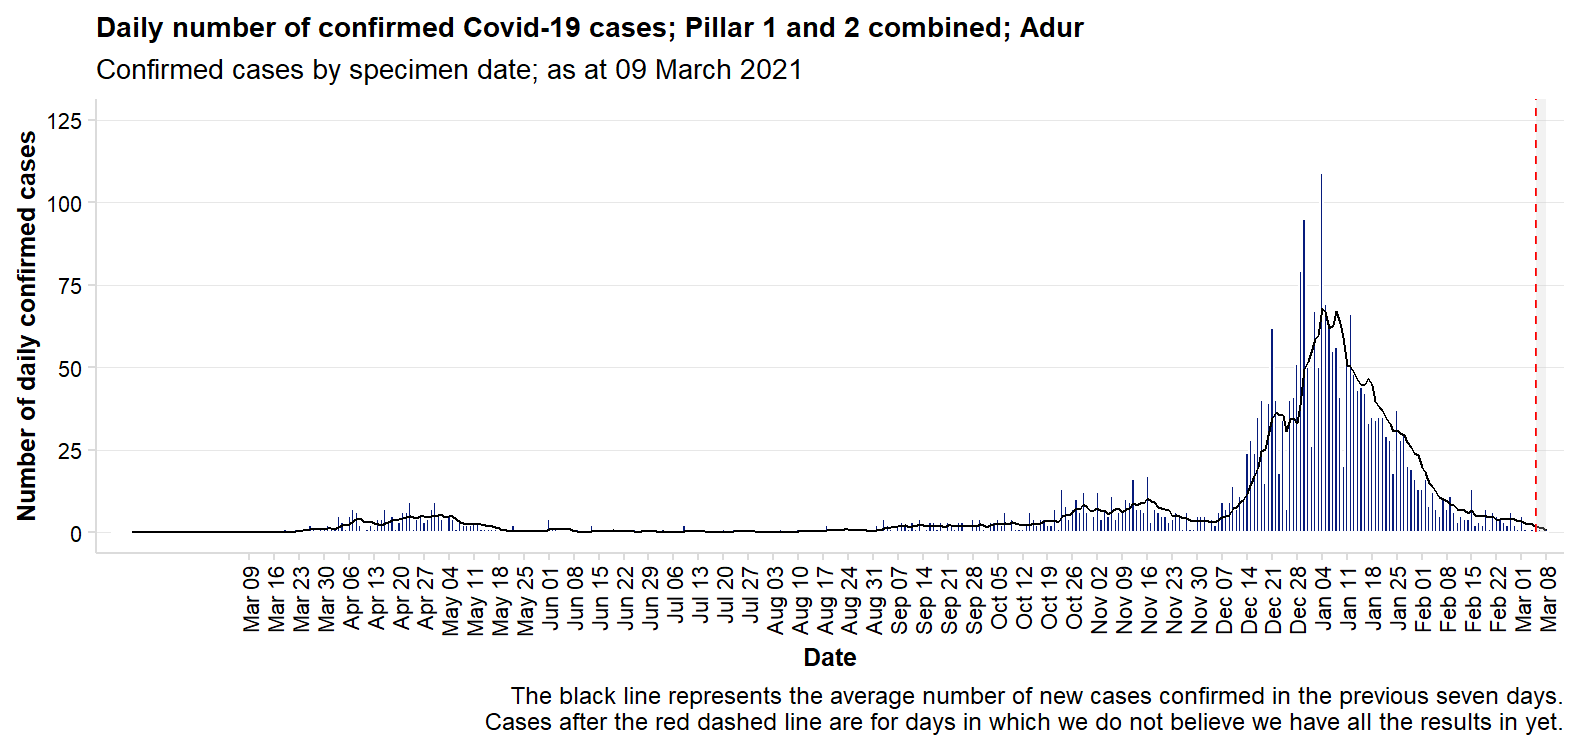 Daily number of confirmed Covid-19 cases; Pillar 1 and 2 combined; Adur
Confirmed cases by specimen date; as at 09 March 2021
Number of daily confirmed cases
125
100
75
50
25
0
Mar 09
Mar 16
Mar 23
Mar 30
Apr 06
Apr 13
Apr 20
Apr 27
May 04
May 11
May 18
May 25
Jun 01
Jun 08
Jun 15
Jun 22
Jun 29
Jul 06
Jul 13
Jul 20
Jul 27
Aug 03
Aug 10
Aug 17
Aug 24
Aug 31
Sep 07
Sep 14
Sep 21
Sep 28
Oct 05
Oct 12
Oct 19
Oct 26
Nov 02
Nov 09
Nov 16
Nov 23
Nov 30
Dec 07
Dec 14
Dec 21
Dec 28
Jan 04
Jan 11
Jan 18
Jan 25
Feb 01
Feb 08
Feb 15
Feb 22
Mar 01
Mar 08
Date
The black line represents the average number of new cases confirmed in the previous seven days.
Cases after the red dashed line are for days in which we do not believe we have all the results in yet.